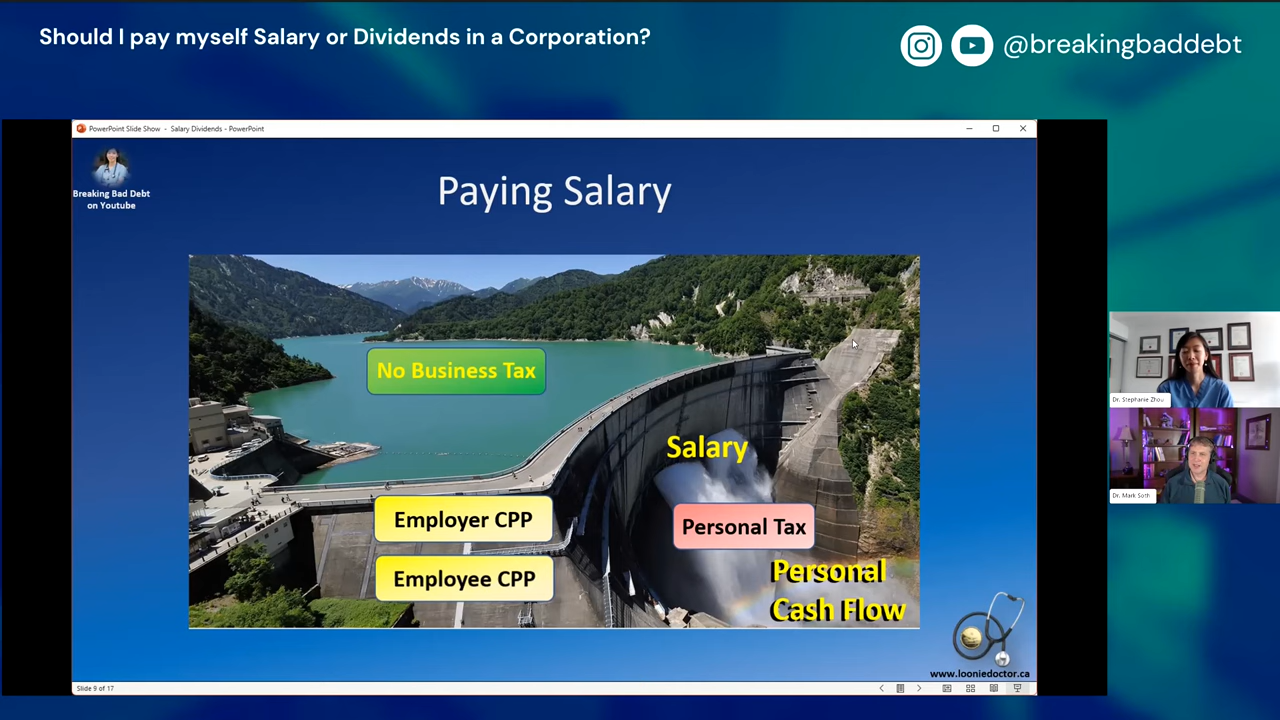 Should I pay myself Salary or Dividends in a Corporation?
@breakingbaddebt
PowerPoint Slide Show - Salary Dividends - PowerPoint
Breaking Bad Debt
on Youtube
Paying Salary
No Business Tax
Salary
Employer CPP
Personal Tax
Employee CPP
Personal
Cash Flow
www.looniedoctor.ca
Slide 9 of 17
Dr. Stephanie Zhou
Dr. Mark Soth